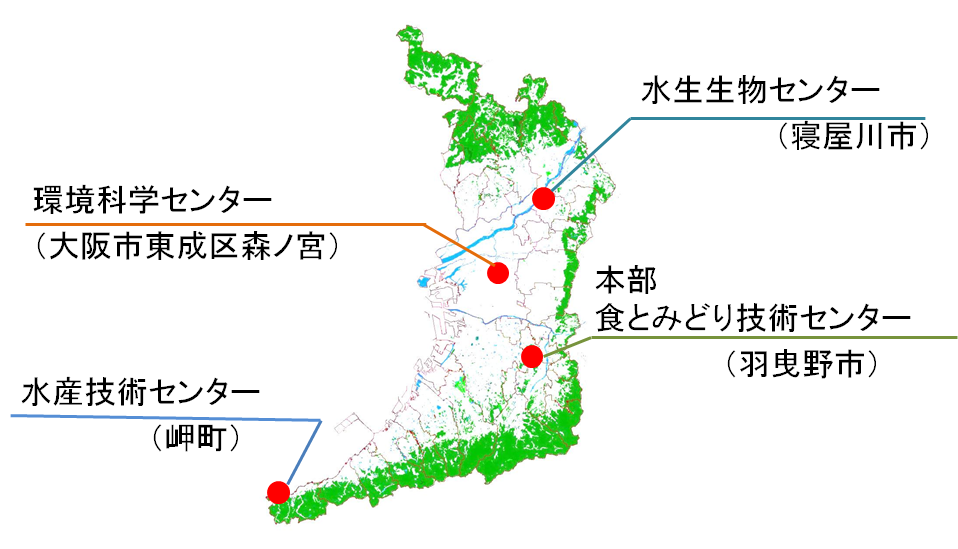 水生生物センター
（寝屋川市）
環境科学センター
（大阪市東成区森ノ宮）
本部
食とみどり技術センター
（羽曳野市）
水産技術センター
（岬町）